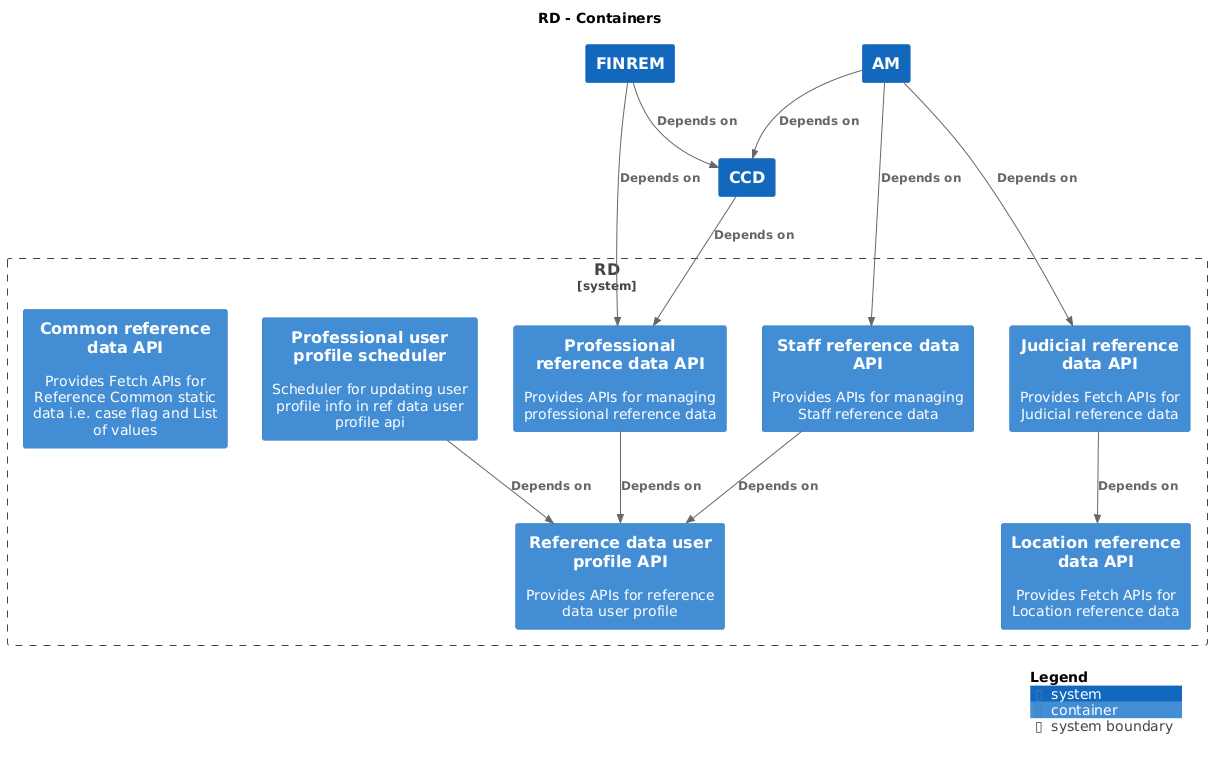 RD - Containers
FINREM
AM
Depends on
Depends on
CCD
Depends on
Depends on
Depends on
Depends on
RD
[system]
Common reference
data API
Provides Fetch APIs for
Reference Common static
data i.e. case flag and List
of values
Professional user
profile scheduler
Scheduler for updating user
profile info in ref data user
profile api
Professional
reference data API
Provides APIs for managing
professional reference data
Staff reference data
API
Provides APIs for managing
Staff reference data
Judicial reference
data API
Provides Fetch APIs for
Judicial reference data
Depends on
Depends on
Depends on
Depends on
Reference data user
profile API
Provides APIs for reference
data user profile
Location reference
data API
Provides Fetch APIs for
Location reference data
Legend
system
container
system boundary